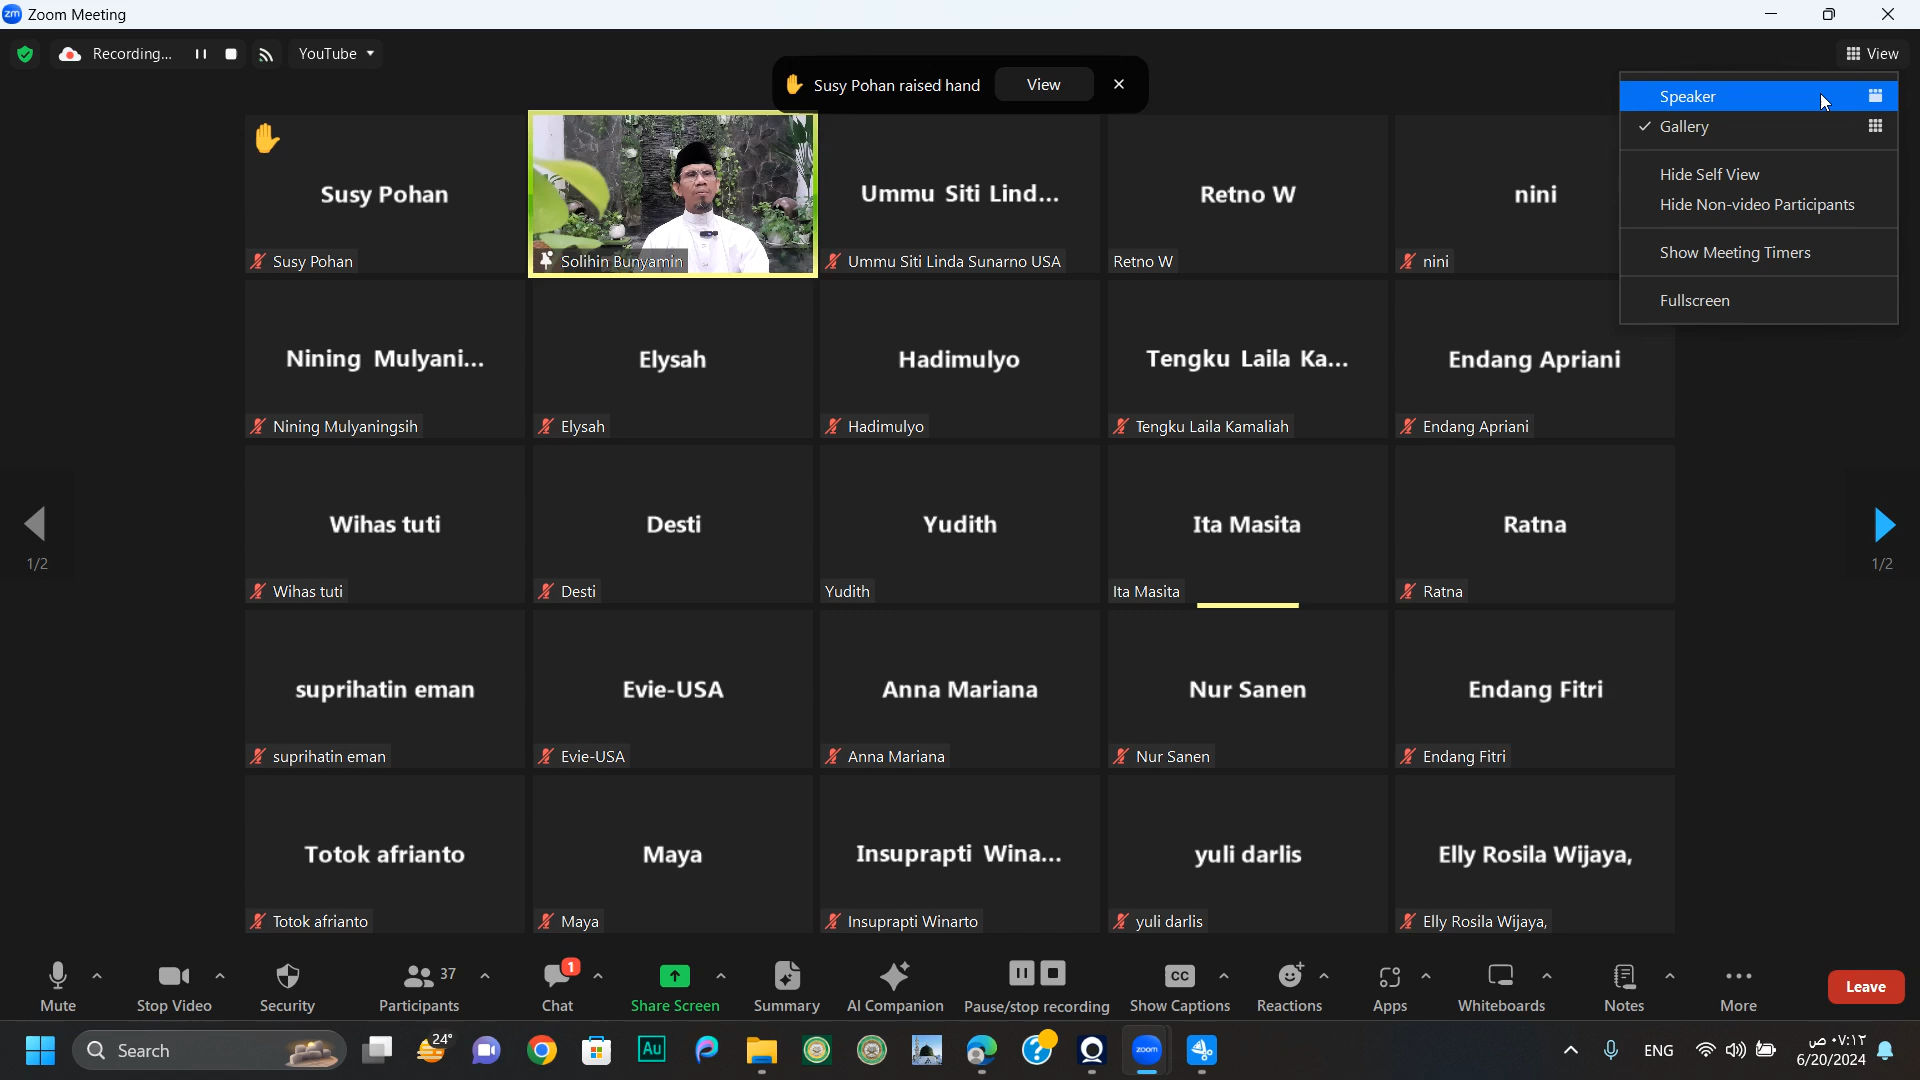 zm Zoom Meeting
Recording...
YouTube
View
Susy Pohan raised hand
View
Speaker
Gallery
Hide Self View
Hide Non-video Participants
Show Meeting Timers
Fullscreen
Susy Pohan
Ummu Siti Lind...
Retno W
nini
Susy Pohan
Solihin Bunyamin
Ummu Siti Linda Sunarno USA
Retno W
nini
Nining Mulyani...
Elysah
Hadimulyo
Tengku Laila Ka...
Endang Apriani
Nining Mulyaningsih
Elysah
Hadimulyo
Tengku Laila Kamaliah
Endang Apriani
Wihas tuti
Desti
Yudith
Ita Masita
Ratna
1/2
1/2
Wihas tuti
Desti
Yudith
Ita Masita
Ratna
suprihatin eman
Evie-USA
Anna Mariana
Nur Sanen
Endang Fitri
suprihatin eman
Evie-USA
Anna Mariana
Nur Sanen
Endang Fitri
Totok afrianto
Maya
Insuprapti Wina...
yuli darlis
Elly Rosila Wijaya,
Totok afrianto
Maya
Insuprapti Winarto
yuli darlis
Elly Rosila Wijaya,
37
1
CC
Mute
Stop Video
Security
Participants
Chat
Share Screen
Summary
AI Companion
Pause/stop recording
Show Captions
Reactions
Apps
Whiteboards
Notes
More
Leave
Search
24°
Au
zoom
ENG
٠٧:١٢ ص
6/20/2024